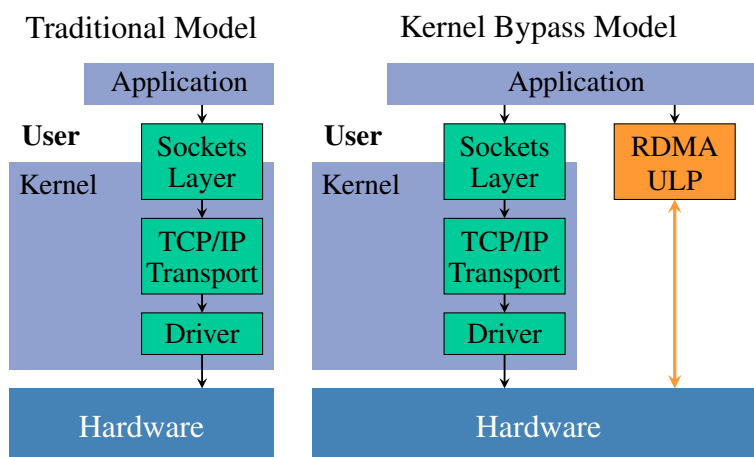 Traditional Model
Application
User
Sockets
Layer
Kernel
TCP/IP
Transport
Driver
Hardware
Kernel Bypass Model
Application
User
Sockets
Layer
Kernel
TCP/IP
Transport
Driver
RDMA
ULP
Hardware